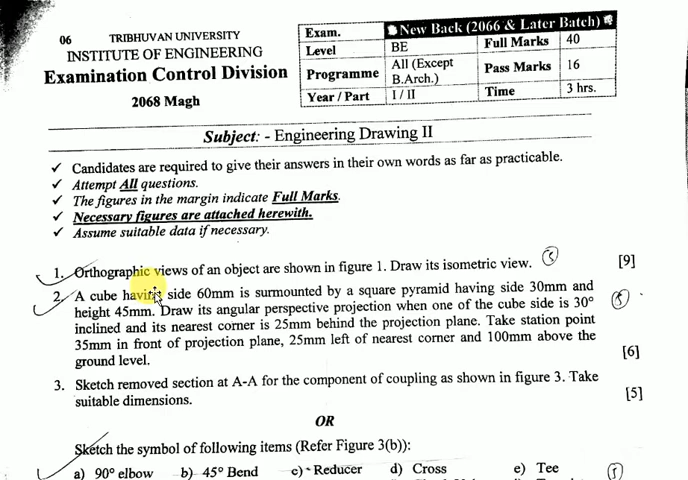 06
TRIBHUVAN UNIVERSITY
INSTITUTE OF ENGINEERING
Examination Control Division
2068 Magh
Exam. New Back (2066 & Later Batch)
Level BE Full Marks 40
Programme All (Except B.Arch.) Pass Marks 16
Year / Part I / II Time 3 hrs.
Subject: - Engineering Drawing II
✓ Candidates are required to give their answers in their own words as far as practicable.
✓ Attempt All questions.
✓ The figures in the margin indicate Full Marks.
✓ Necessary figures are attached herewith.
✓ Assume suitable data if necessary.
1. Orthographic views of an object are shown in figure 1. Draw its isometric view. [9]
2. A cube having side 60mm is surmounted by a square pyramid having side 30mm and
height 45mm. Draw its angular perspective projection when one of the cube side is 30°
inclined and its nearest corner is 25mm behind the projection plane. Take station point
35mm in front of projection plane, 25mm left of nearest corner and 100mm above the
ground level. [6]
3. Sketch removed section at A-A for the component of coupling as shown in figure 3. Take
suitable dimensions. [5]
OR
Sketch the symbol of following items (Refer Figure 3(b)):
a) 90° elbow b) 45° Bend c) Reducer d) Cross e) Tee